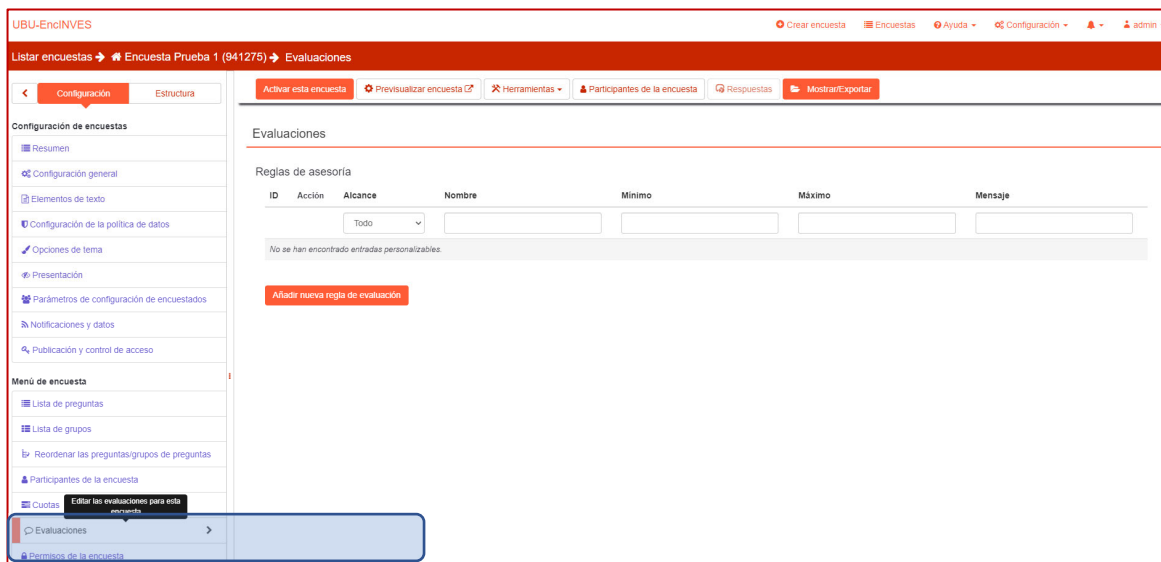 UBU-EncINVES Crear encuesta Encuestas Ayuda Configuración admin
Listar encuestas Encuesta Prueba 1 (941275) Evaluaciones
Configuración Estructura
Activar esta encuesta Previsualizar encuesta Herramientas Participantes de la encuesta Respuestas Mostrar/Exportar
Configuración de encuestas
Resumen
Configuración general
Elementos de texto
Configuración de la política de datos
Opciones de tema
Presentación
Parámetros de configuración de encuestados
Notificaciones y datos
Publicación y control de acceso
Menú de encuesta
Lista de preguntas
Lista de grupos
Reordenar las preguntas/grupos de preguntas
Participantes de la encuesta
Cuotas
Editar las evaluaciones para esta
encuesta
Evaluaciones
Permisos de la encuesta
Evaluaciones
Reglas de asesoría
ID Acción Alcance Nombre Mínimo Máximo Mensaje
Todo
No se han encontrado entradas personalizables.
Añadir nueva regla de evaluación